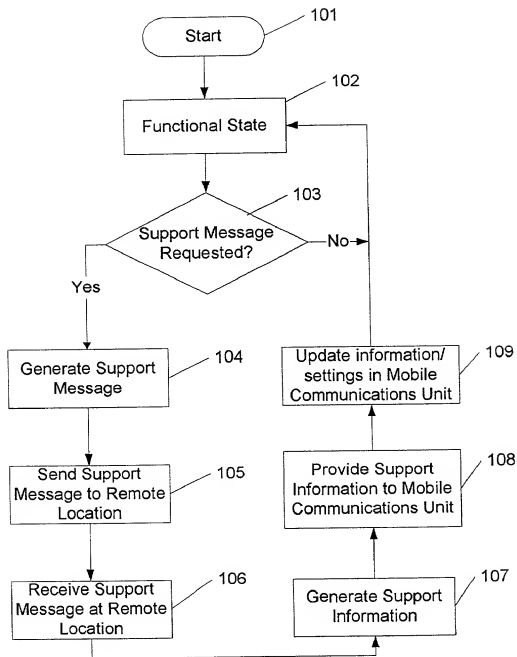 101
Start
102
Functional State
103
Support Message
Requested?
No
Yes
104
Generate Support
Message
105
Send Support
Message to Remote
Location
106
Receive Support
Message at Remote
Location
107
Generate Support
Information
108
Provide Support
Information to Mobile
Communications Unit
109
Update information/
settings in Mobile
Communications Unit